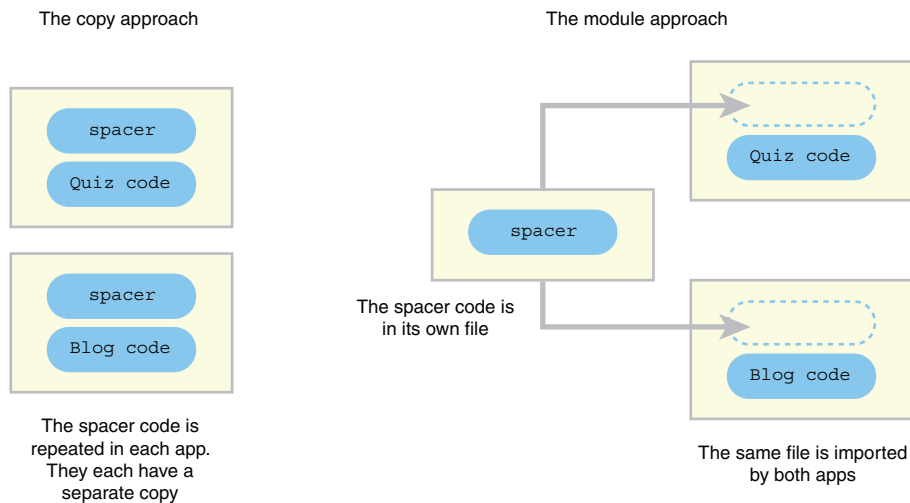 The copy approach
spacer
Quiz code
spacer
Blog code
The spacer code is
repeated in each app.
They each have a
separate copy
The module approach
spacer
The spacer code is
in its own file
Quiz code
Blog code
The same file is imported
by both apps